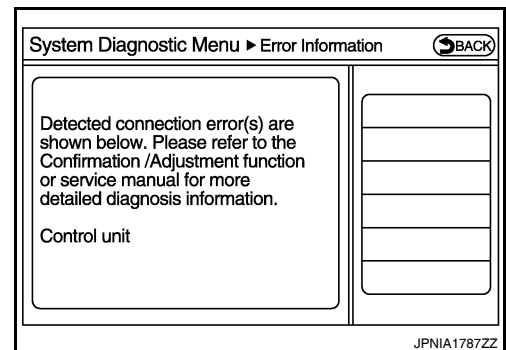 System Diagnostic Menu ▶ Error Information
BACK
Detected connection error(s) are
shown below. Please refer to the
Confirmation /Adjustment function
or service manual for more
detailed diagnosis information.
Control unit
JPNIA1787ZZ